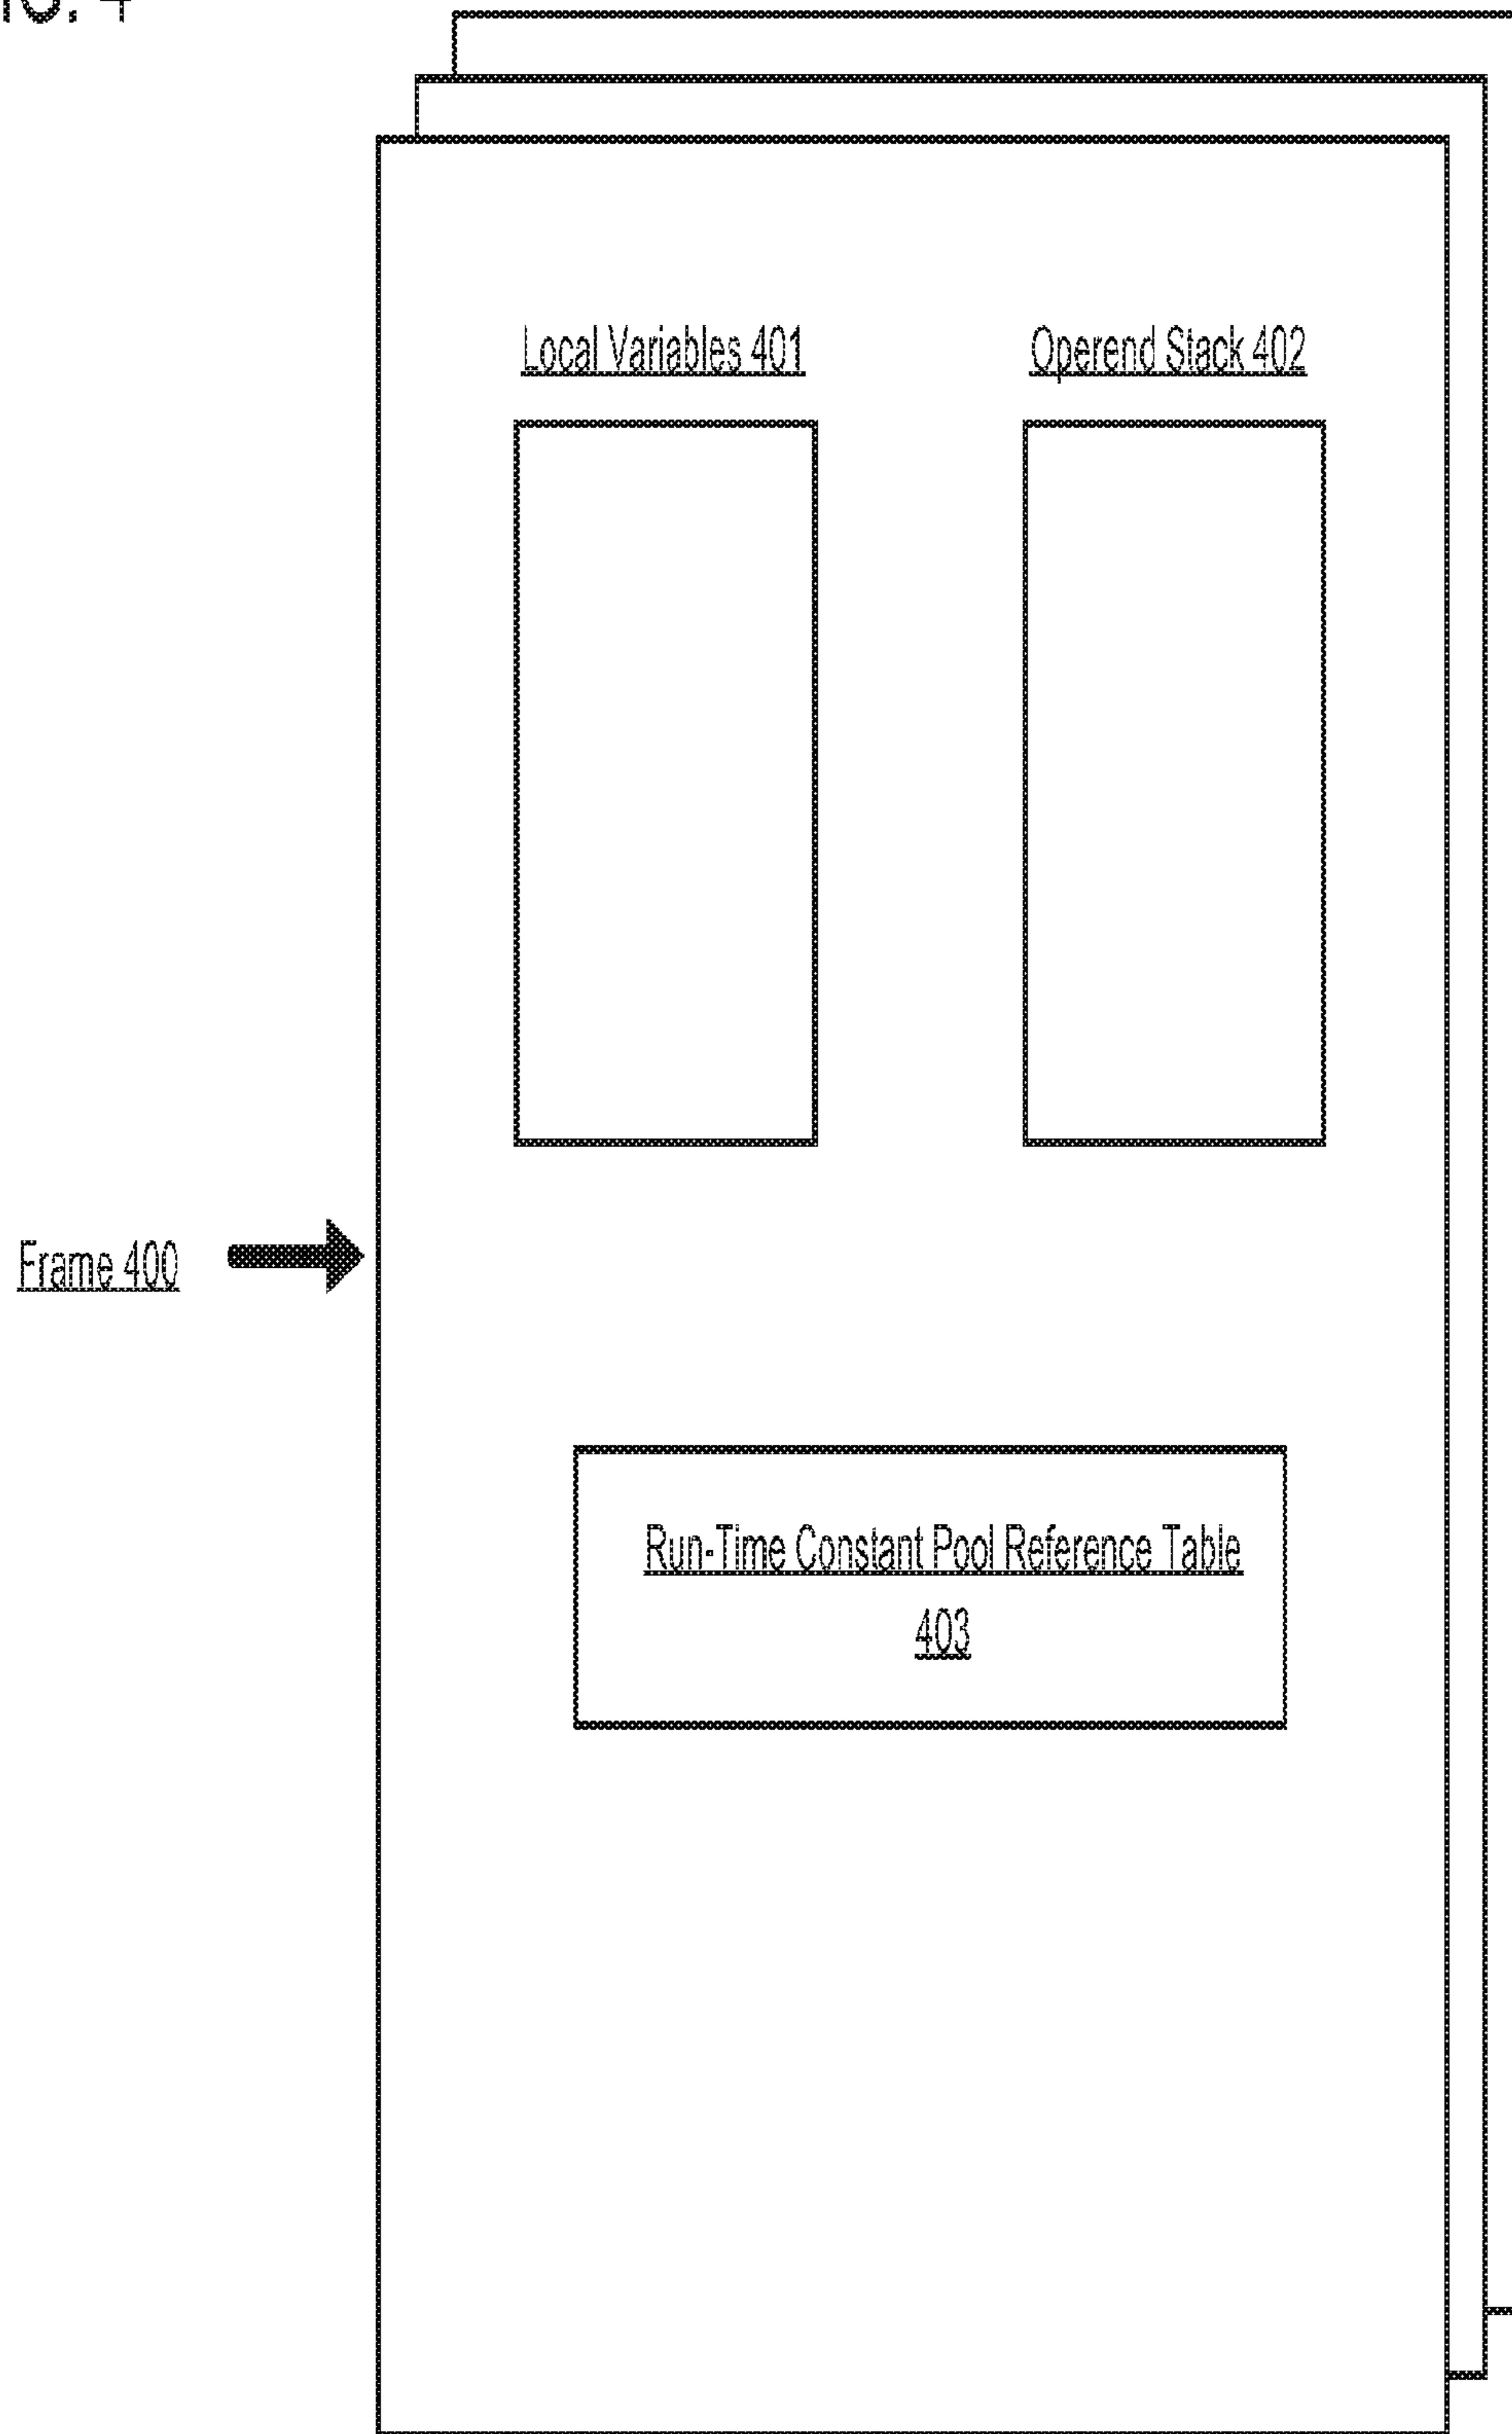 Local Variables 401
Operend Stack 402
Frame 400
Run-Time Constant Pool Reference Table
403